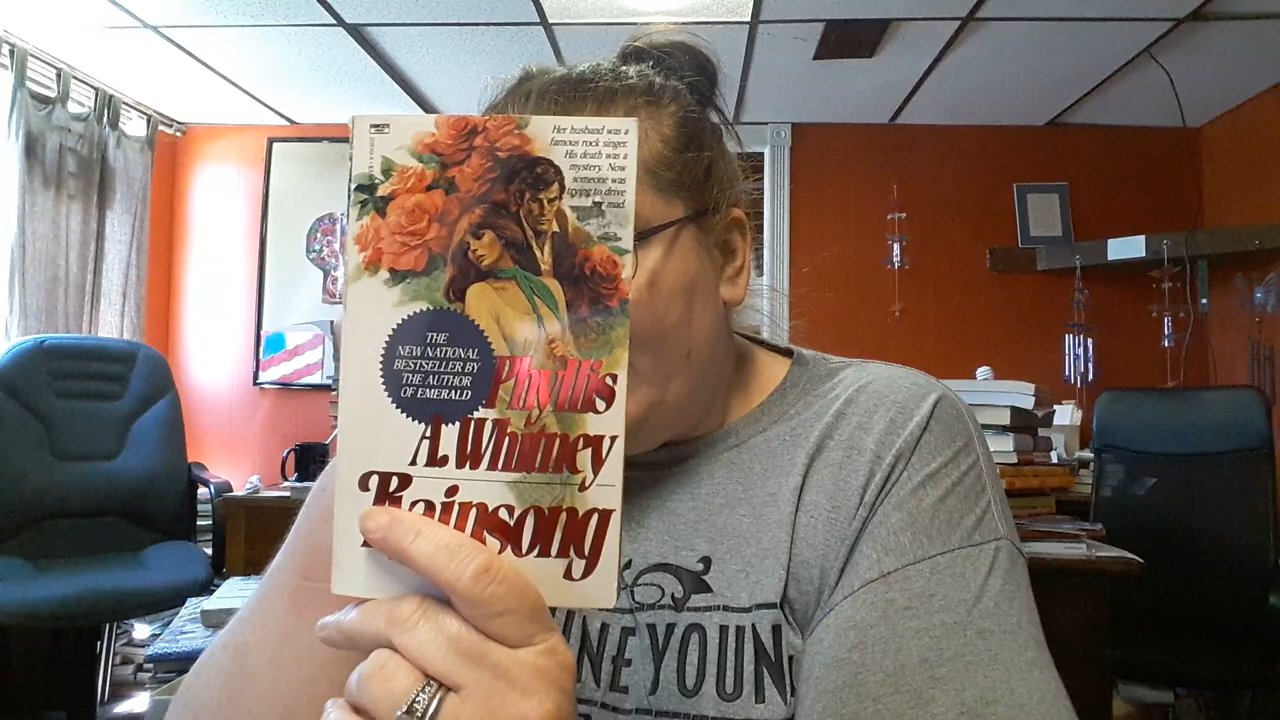 Her husband was a
famous rock singer.
His death was a
mystery. Now
someone was
trying to drive
her mad.
THE
NEW NATIONAL
BESTSELLER BY
THE AUTHOR
OF EMERALD
Phyllis
A. Whitney
Rainsong
NE YOUN